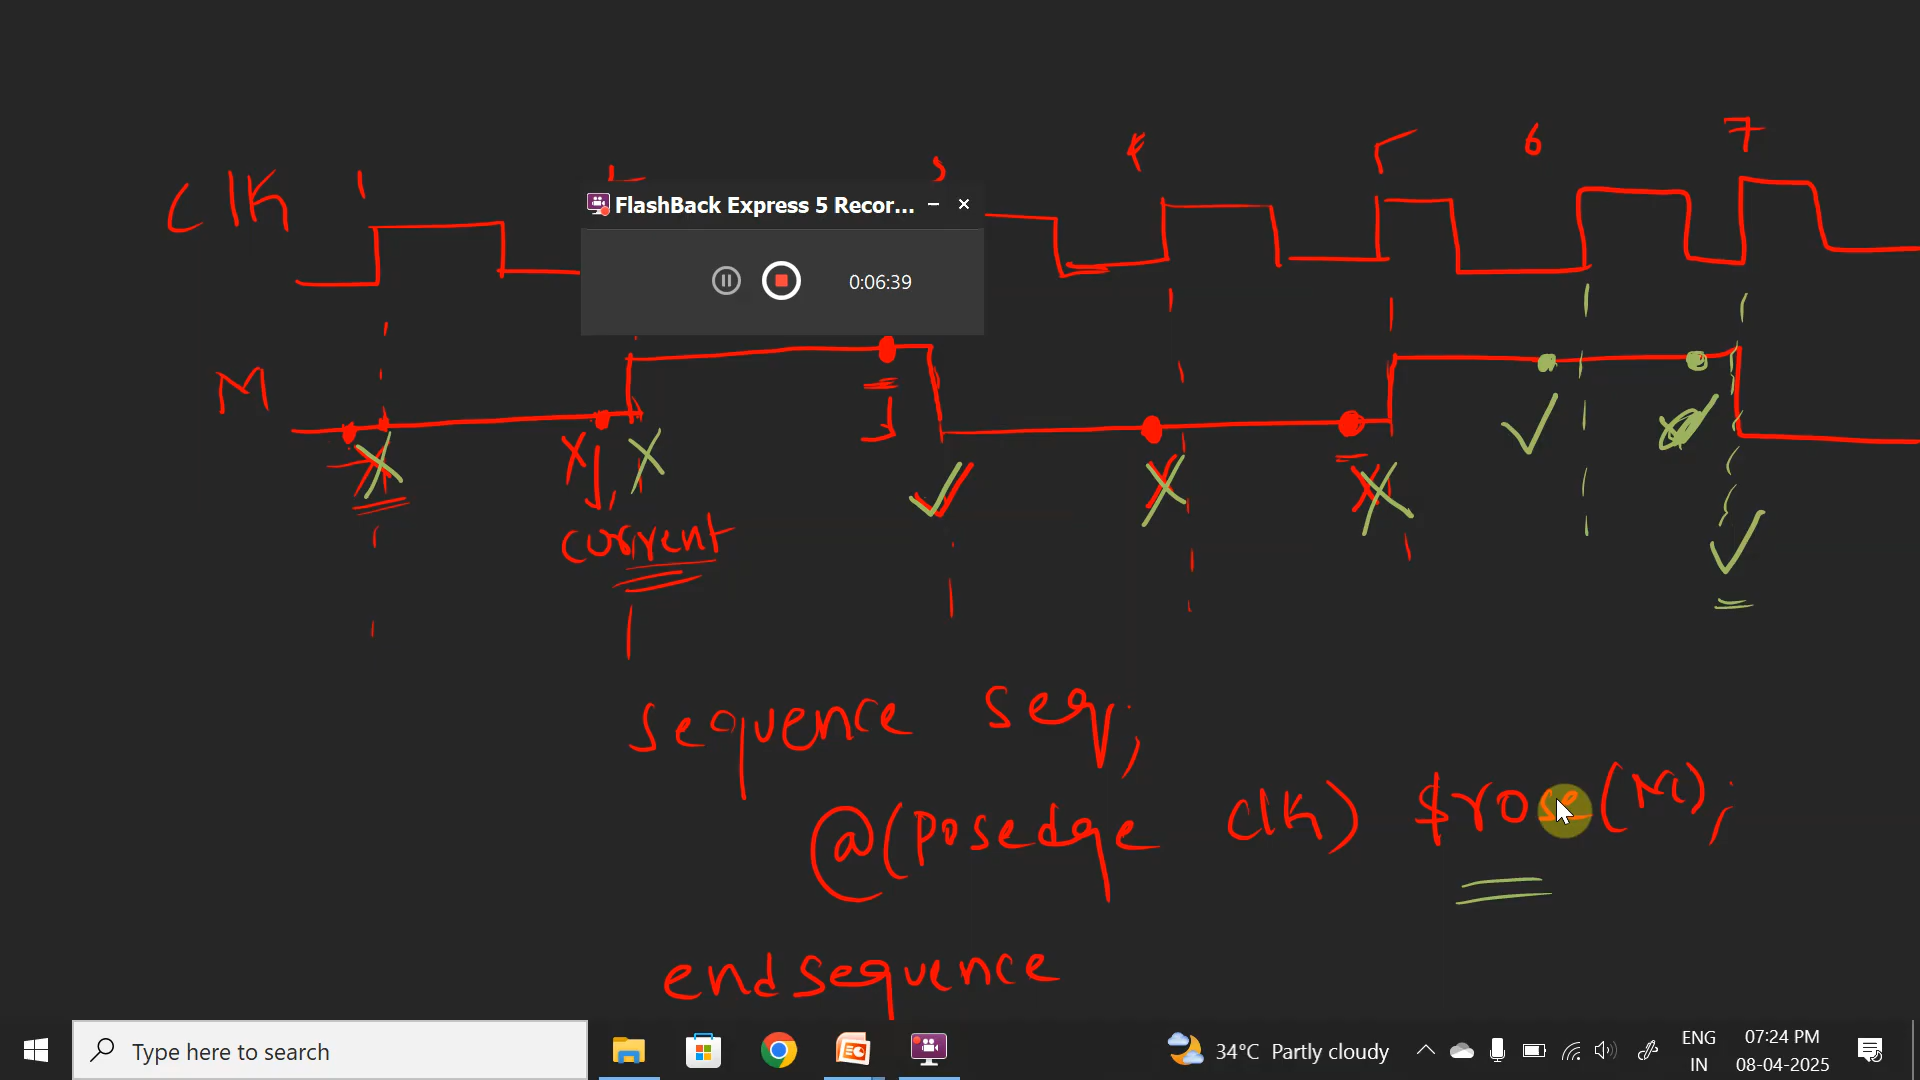 4 5 6 7
Clk 1
FlashBack Express 5 Recor...
0:06:39
M
current
sequence seq;
@(posedge clk) $rose(M);
endsequence
Type here to search
34°C Partly cloudy
ENG
IN
07:24 PM
08-04-2025